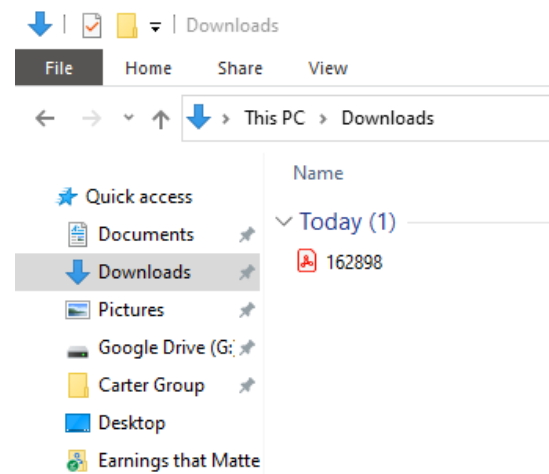 Downloads
File Home Share View
This PC > Downloads
Name
Quick access
Today (1)
Documents
162898
Downloads
Pictures
Google Drive (G:
Carter Group
Desktop
Earnings that Matte